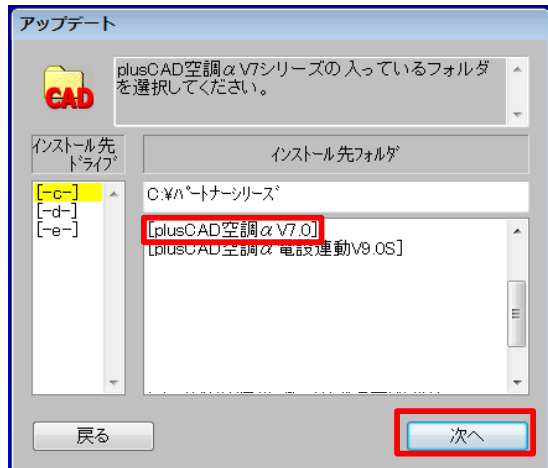 アップデート
plusCAD空調αV7シリーズの入っているフォルダ
を選択してください。
CAD
インストール先
ドライブ
インストール先フォルダ
[-c-]
[-d-]
[-e-]
C:¥パートナーシリーズ
[plusCAD空調αV7.0]
[plusCAD空調α電設連動V9.0S]
戻る
次へ